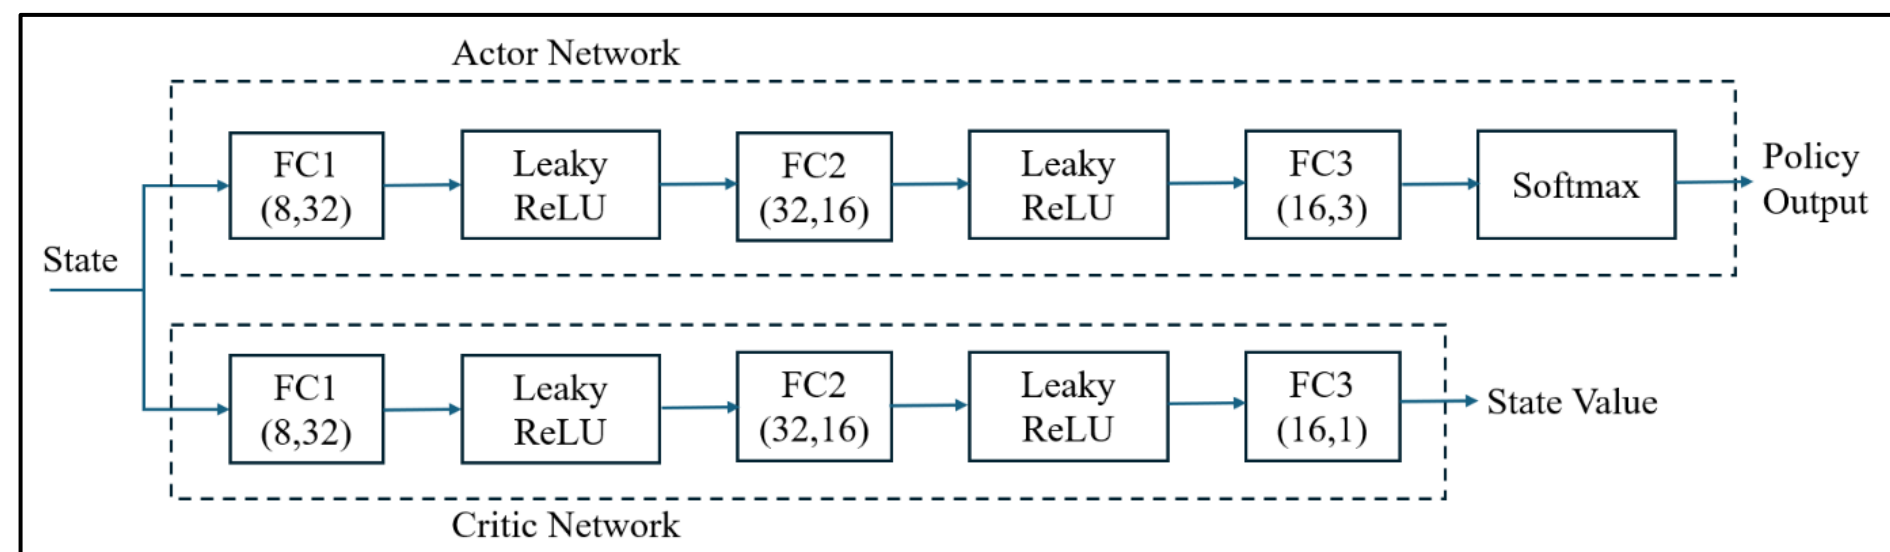 Actor Network
FC1
(8,32)
Leaky
ReLU
FC2
(32,16)
Leaky
ReLU
FC3
(16,3)
Softmax
Policy
Output
State
FC1
(8,32)
Leaky
ReLU
FC2
(32,16)
Leaky
ReLU
FC3
(16,1)
State Value
Critic Network